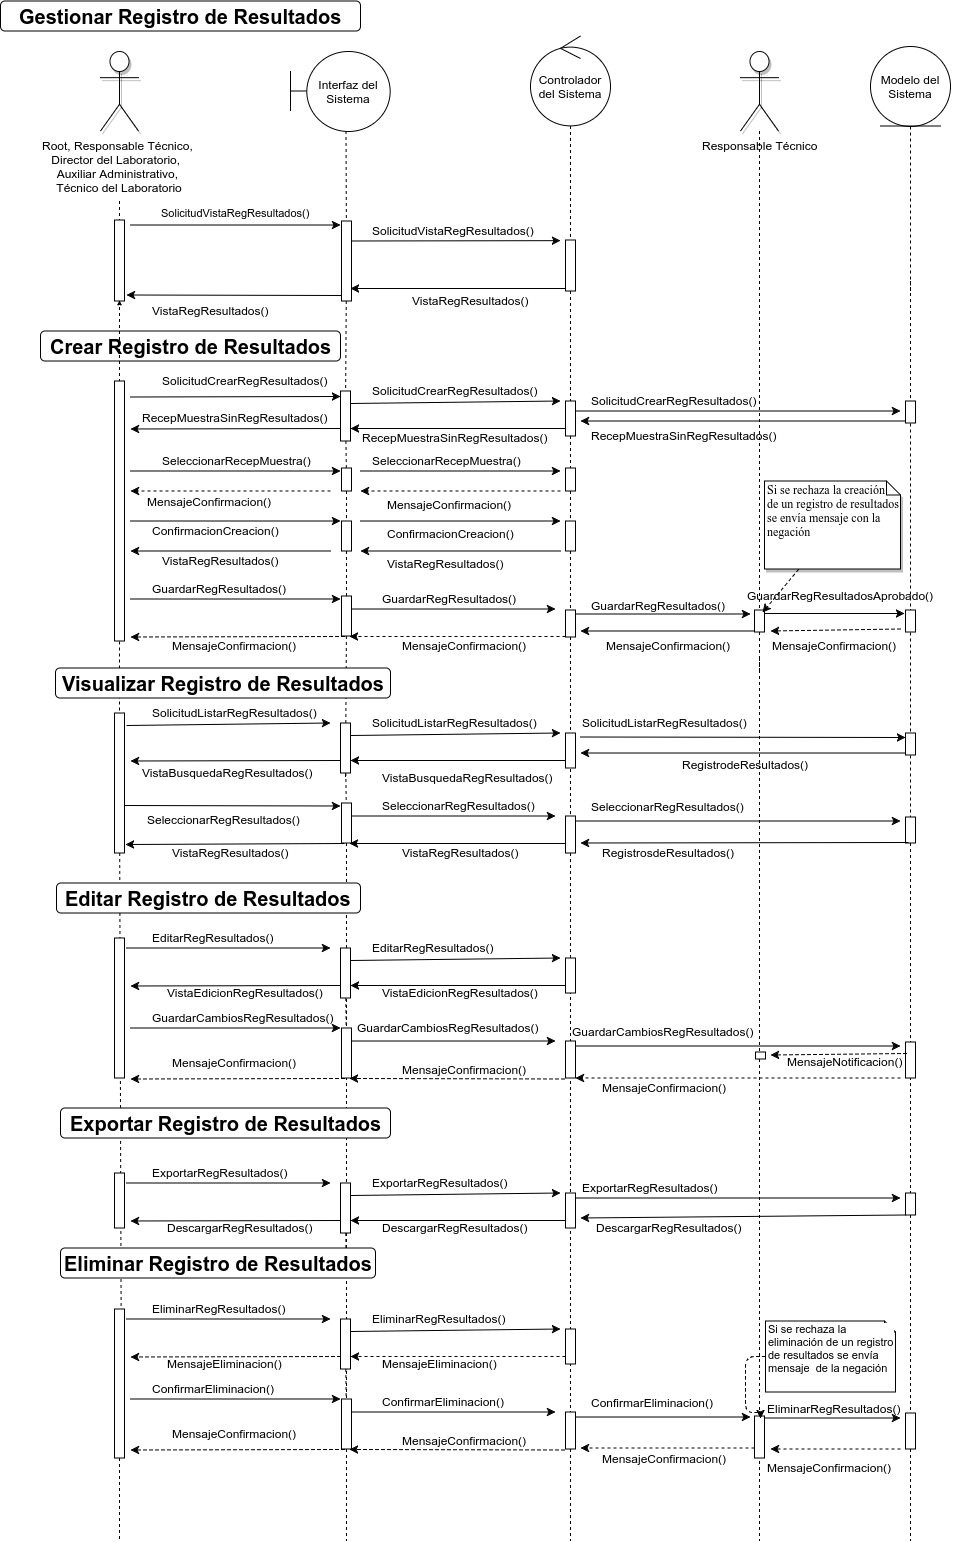 Gestionar Registro de Resultados
Interfaz del
Sistema
Controlador
del Sistema
Modelo del
Sistema
Root, Responsable Técnico,
Director del Laboratorio,
Auxiliar Administrativo,
Técnico del Laboratorio
Responsable Técnico
SolicitudVistaRegResultados()
SolicitudVistaRegResultados()
VistaRegResultados()
VistaRegResultados()
Crear Registro de Resultados
SolicitudCrearRegResultados()
SolicitudCrearRegResultados()
SolicitudCrearRegResultados()
RecepMuestraSinRegResultados()
RecepMuestraSinRegResultados()
RecepMuestraSinRegResultados()
SeleccionarRecepMuestra()
SeleccionarRecepMuestra()
MensajeConfirmacion()
MensajeConfirmacion()
Si se rechaza la creación
de un registro de resultados
se envía mensaje con la
negación
ConfirmacionCreacion()
ConfirmacionCreacion()
VistaRegResultados()
VistaRegResultados()
GuardarRegResultados()
GuardarRegResultados()
GuardarRegResultados()
GuardarRegResultadosAprobado()
MensajeConfirmacion()
MensajeConfirmacion()
MensajeConfirmacion()
MensajeConfirmacion()
Visualizar Registro de Resultados
SolicitudListarRegResultados()
SolicitudListarRegResultados()
SolicitudListarRegResultados()
VistaBusquedaRegResultados()
VistaBusquedaRegResultados()
RegistrodeResultados()
SeleccionarRegResultados()
SeleccionarRegResultados()
SeleccionarRegResultados()
VistaRegResultados()
VistaRegResultados()
RegistrosdeResultados()
Editar Registro de Resultados
EditarRegResultados()
EditarRegResultados()
VistaEdicionRegResultados()
VistaEdicionRegResultados()
GuardarCambiosRegResultados()
GuardarCambiosRegResultados()
GuardarCambiosRegResultados()
MensajeNotificacion()
MensajeConfirmacion()
MensajeConfirmacion()
MensajeConfirmacion()
Exportar Registro de Resultados
ExportarRegResultados()
ExportarRegResultados()
ExportarRegResultados()
DescargarRegResultados()
DescargarRegResultados()
DescargarRegResultados()
Eliminar Registro de Resultados
EliminarRegResultados()
EliminarRegResultados()
Si se rechaza la
eliminación de un registro
de resultados se envía
mensaje de la negación
MensajeEliminacion()
MensajeEliminacion()
ConfirmarEliminacion()
ConfirmarEliminacion()
ConfirmarEliminacion()
EliminarRegResultados()
MensajeConfirmacion()
MensajeConfirmacion()
MensajeConfirmacion()
MensajeConfirmacion()